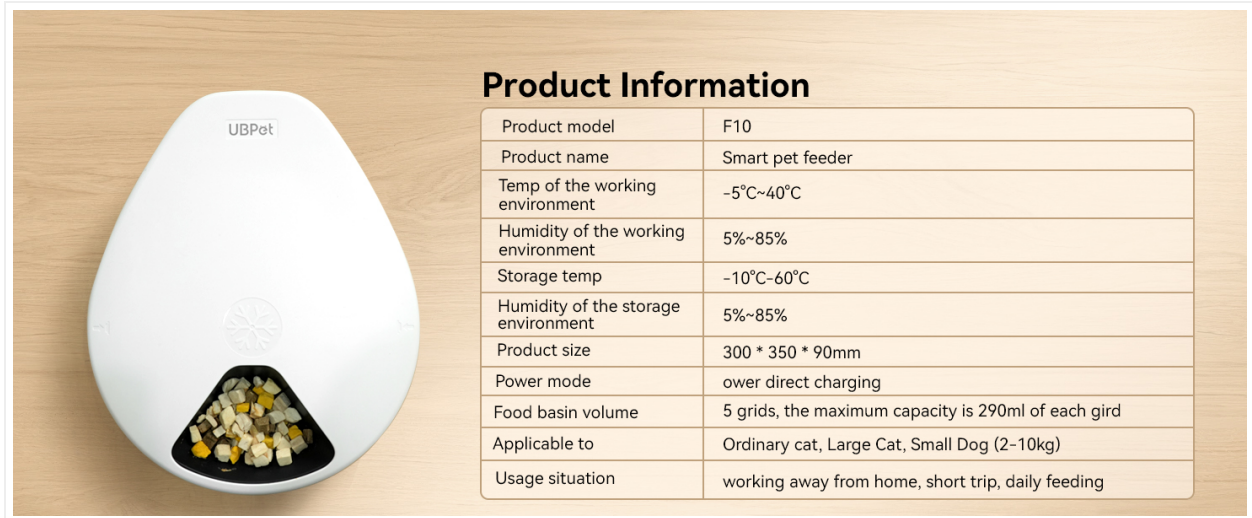 UBPet
Product Information
Product model F10
Product name Smart pet feeder
Temp of the working
environment
-5°C~40°C
Humidity of the working
environment
5%~85%
Storage temp -10°C-60°C
Humidity of the storage
environment
5%~85%
Product size 300 * 350 * 90mm
Power mode ower direct charging
Food basin volume 5 grids, the maximum capacity is 290ml of each gird
Applicable to Ordinary cat, Large Cat, Small Dog (2-10kg)
Usage situation working away from home, short trip, daily feeding